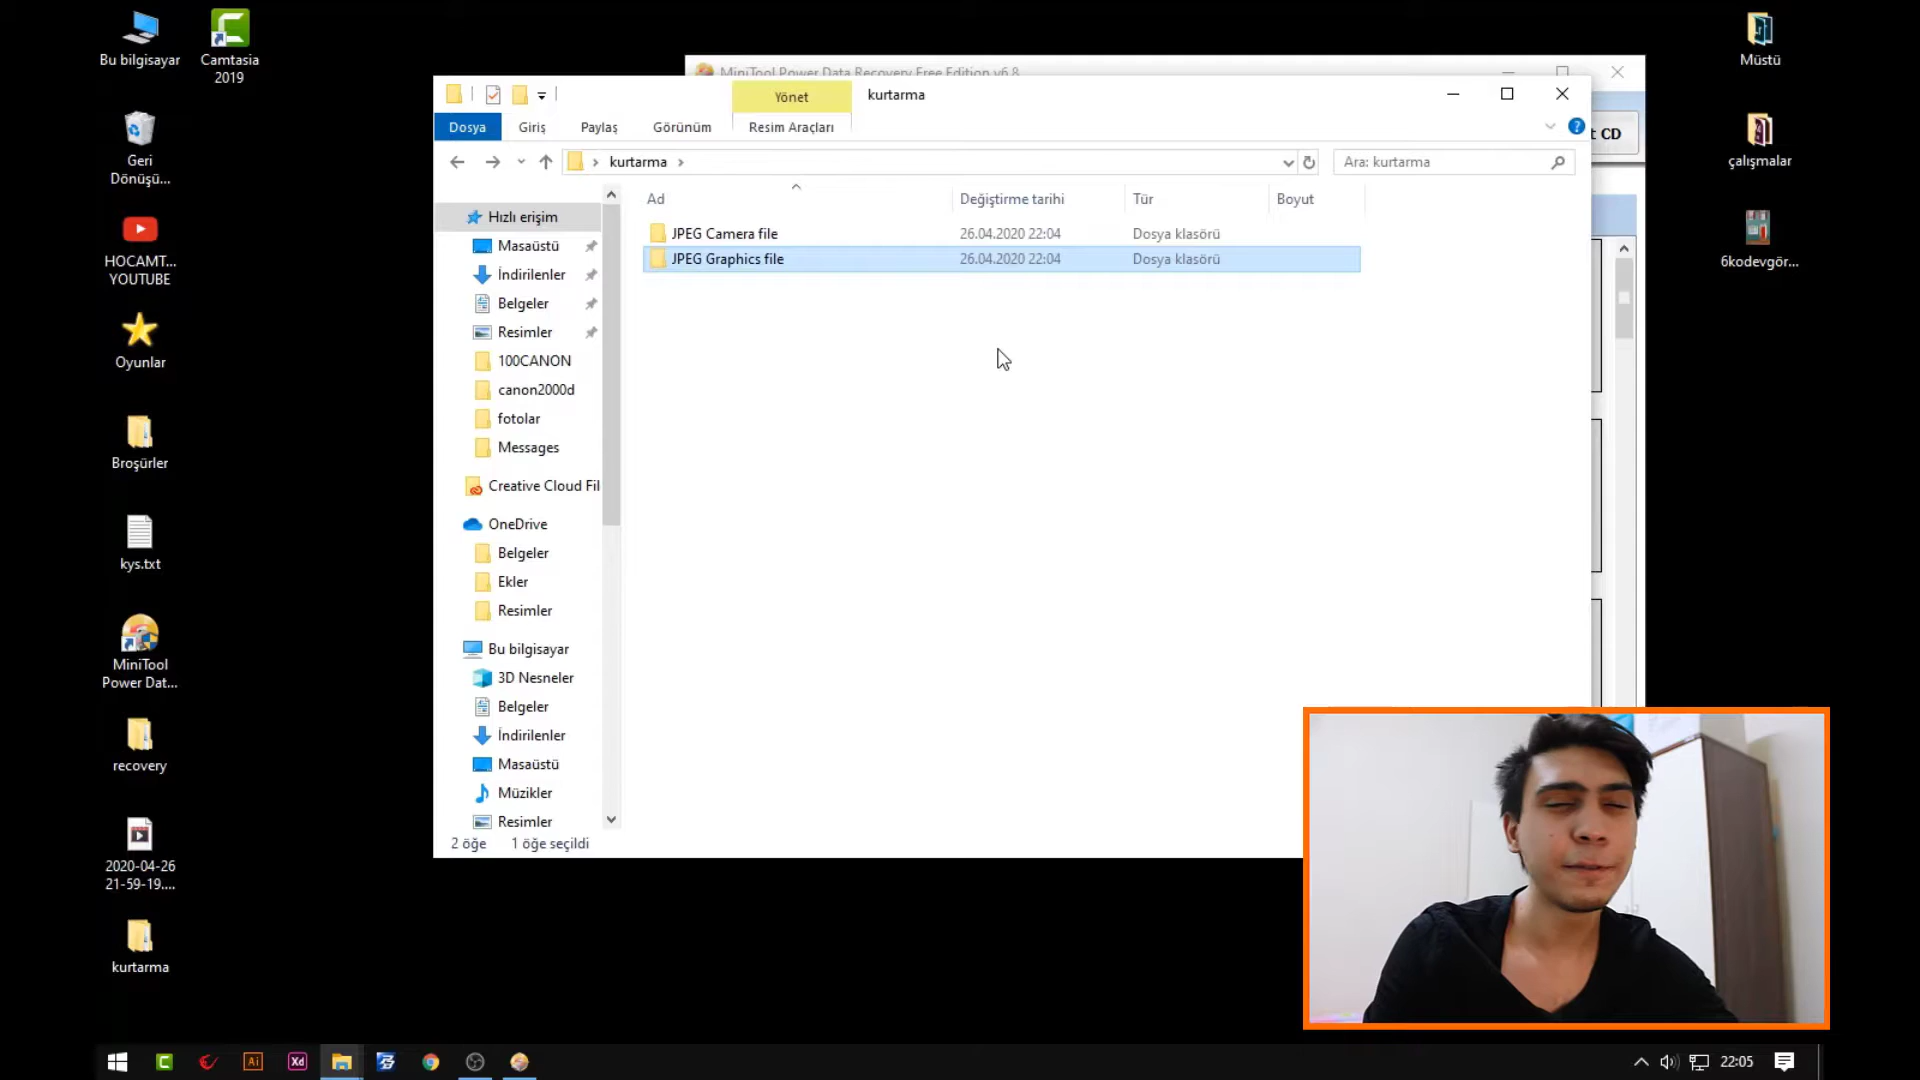 Bu bilgisayar
Camtasia
2019
Geri
Dönüşü...
HOCAMT...
YOUTUBE
Oyunlar
Broşürler
kys.txt
MiniTool
Power Dat...
recovery
2020-04-26
21-59-19....
kurtarma
MiniTool Power Data Recovery Free Edition v6.8
Yönet
kurtarma
Dosya
Giriş
Paylaş
Görünüm
Resim Araçları
t CD
kurtarma
Ara: kurtarma
Ad
Değiştirme tarihi
Tür
Boyut
JPEG Camera file
26.04.2020 22:04
Dosya klasörü
JPEG Graphics file
26.04.2020 22:04
Dosya klasörü
Hızlı erişim
Masaüstü
İndirilenler
Belgeler
Resimler
100CANON
canon2000d
fotolar
Messages
Creative Cloud Fil
OneDrive
Belgeler
Ekler
Resimler
Bu bilgisayar
3D Nesneler
Belgeler
İndirilenler
Masaüstü
Müzikler
Resimler
2 öğe
1 öğe seçildi
Müstü
çalışmalar
6kodevgör...
Ai
Xd
22:05